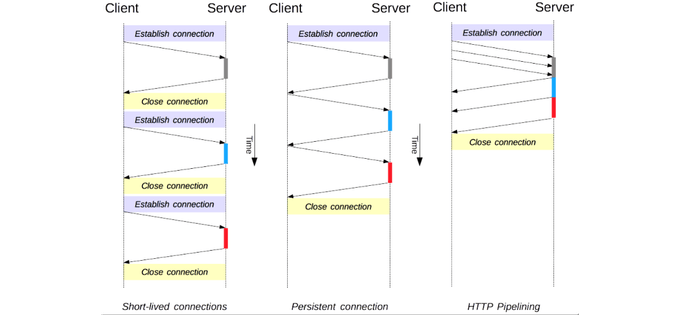 Client Server
Establish connection
Close connection
Establish connection
Close connection
Establish connection
Close connection
Short-lived connections
Time
Client Server
Establish connection
Close connection
Persistent connection
Time
Client Server
Establish connection
Close connection
HTTP Pipelining